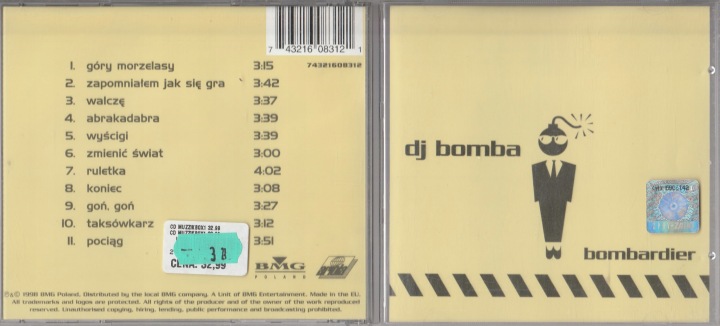 7 43216 08312 1
74321608312
1. góry morzelasy 3:15
2. zapomniałem jak się gra 3:42
3. walczę 3:37
4. abrakadabra 3:39
5. wyścigi 3:39
6. zmienić świat 3:00
7. ruletka 4:02
8. koniec 3:08
9. goń, goń 3:27
10. taksówkarz 3:12
11. pociąg 3:51
CENA: 32,99
BMG
POLAND
℗© 1998 BMG Poland. Distributed by the local BMG company. A Unit of BMG Entertainment. Made in the EU.
All trademarks and logos are protected. All rights of the producer and of the owner of the work reproduced
reserved. Unauthorised copying, hiring, lending, public performance and broadcasting prohibited.
dj bomba
bombardier